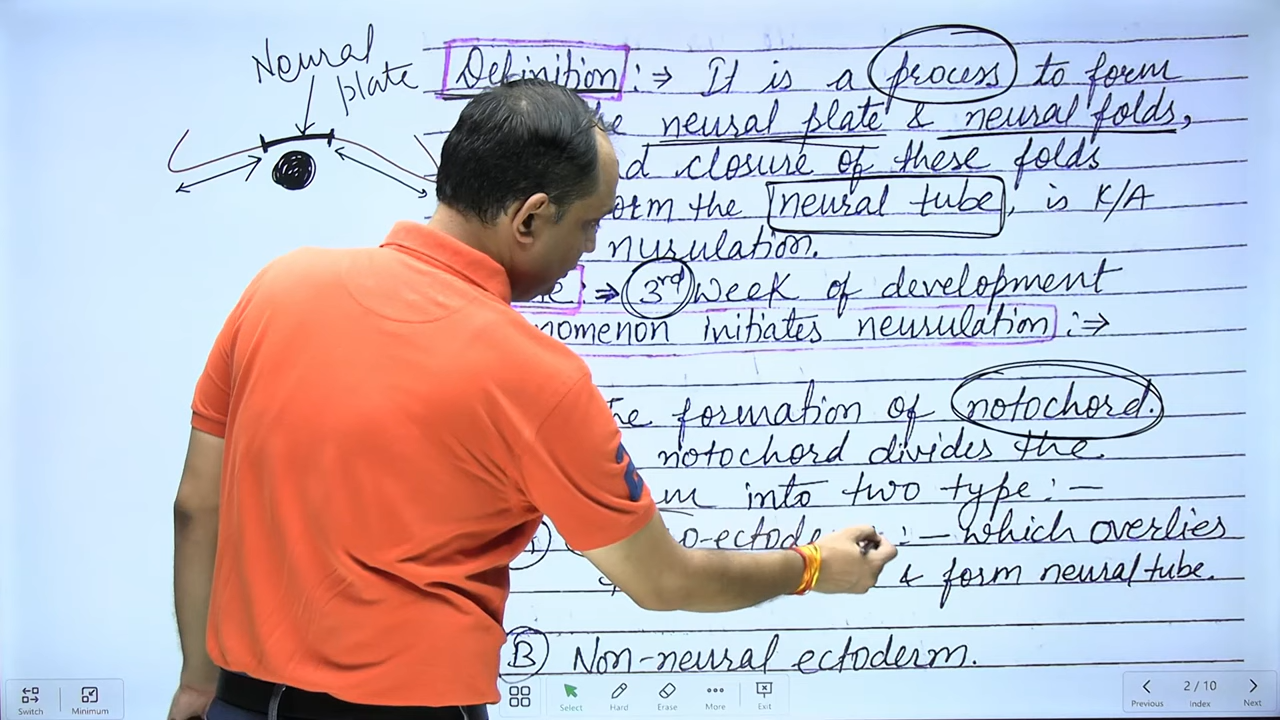 Neural
plate
Definition :⇒ It is a process to form
neural plate & neural folds,
closure of these folds
the neural tube, is K/A
nurulation.
⇒ 3rd week of development
initiates neurulation :⇒
formation of notochord.
notochord divides the
into two type :-
:- which overlies
& form neural tube.
B Non-neural ectoderm.
Switch
Minimum
Select
Hard
Erase
More
Exit
Previous
2 / 10
Index
Next